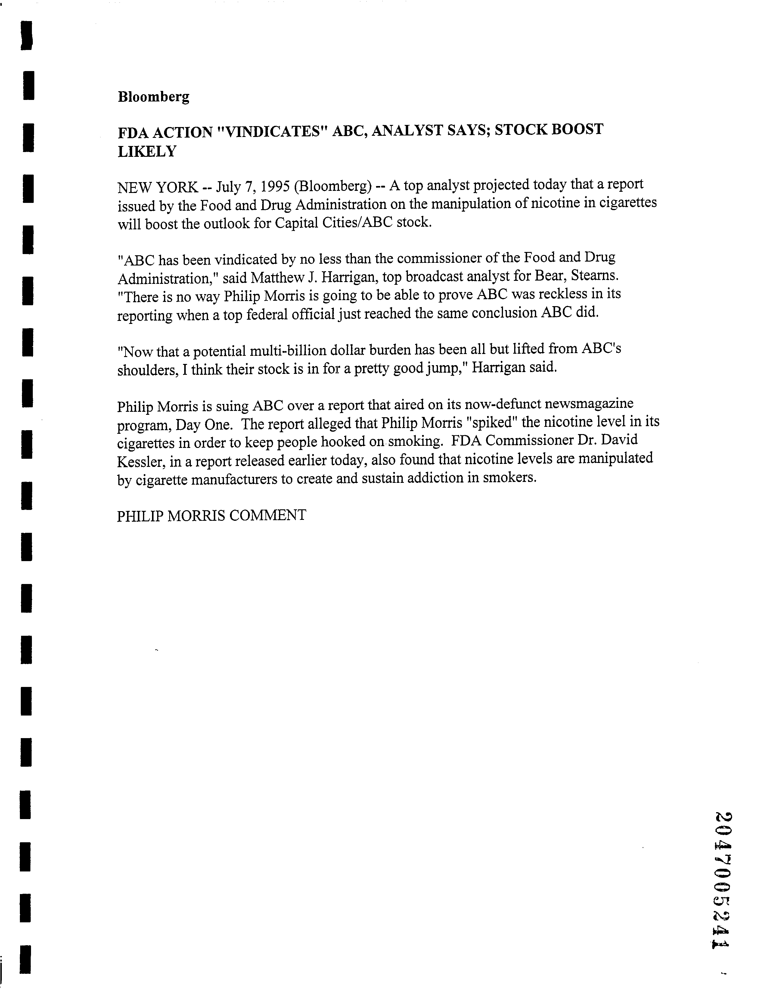 Bloomberg
FDA ACTION "VINDICATES" ABC, ANALYST SAYS; STOCK BOOST
LIKELY
NEW YORK -- July 7, 1995 (Bloomberg) -- A top analyst projected today that a report
issued by the Food and Drug Administration on the manipulation of nicotine in cigarettes
will boost the outlook for Capital Cities/ABC stock.
"ABC has been vindicated by no less than the commissioner of the Food and Drug
Administration," said Matthew J. Harrigan, top broadcast analyst for Bear, Stearns.
"There is no way Philip Morris is going to be able to prove ABC was reckless in its
reporting when a top federal official just reached the same conclusion ABC did.
"Now that a potential multi-billion dollar burden has been all but lifted from ABC's
shoulders, I think their stock is in for a pretty good jump," Harrigan said.
Philip Morris is suing ABC over a report that aired on its now-defunct newsmagazine
program, Day One.  The report alleged that Philip Morris "spiked" the nicotine level in its
cigarettes in order to keep people hooked on smoking.  FDA Commissioner Dr. David
Kessler, in a report released earlier today, also found that nicotine levels are manipulated
by cigarette manufacturers to create and sustain addiction in smokers.
PHILIP MORRIS COMMENT
2047005241